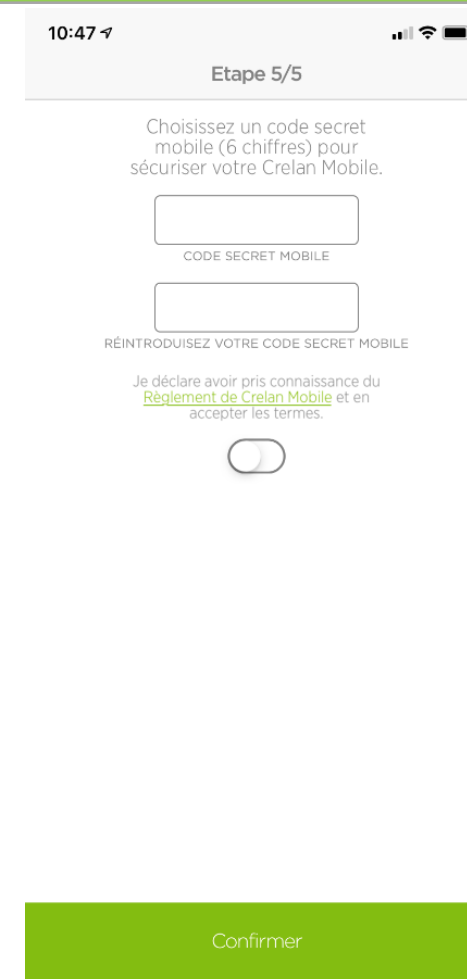 10:47
Etape 5/5
Choisissez un code secret
mobile (6 chiffres) pour
sécuriser votre Crelan Mobile.
CODE SECRET MOBILE
RÉINTRODUISEZ VOTRE CODE SECRET MOBILE
Je déclare avoir pris connaissance du
Règlement de Crelan Mobile et en
accepter les termes.
Confirmer